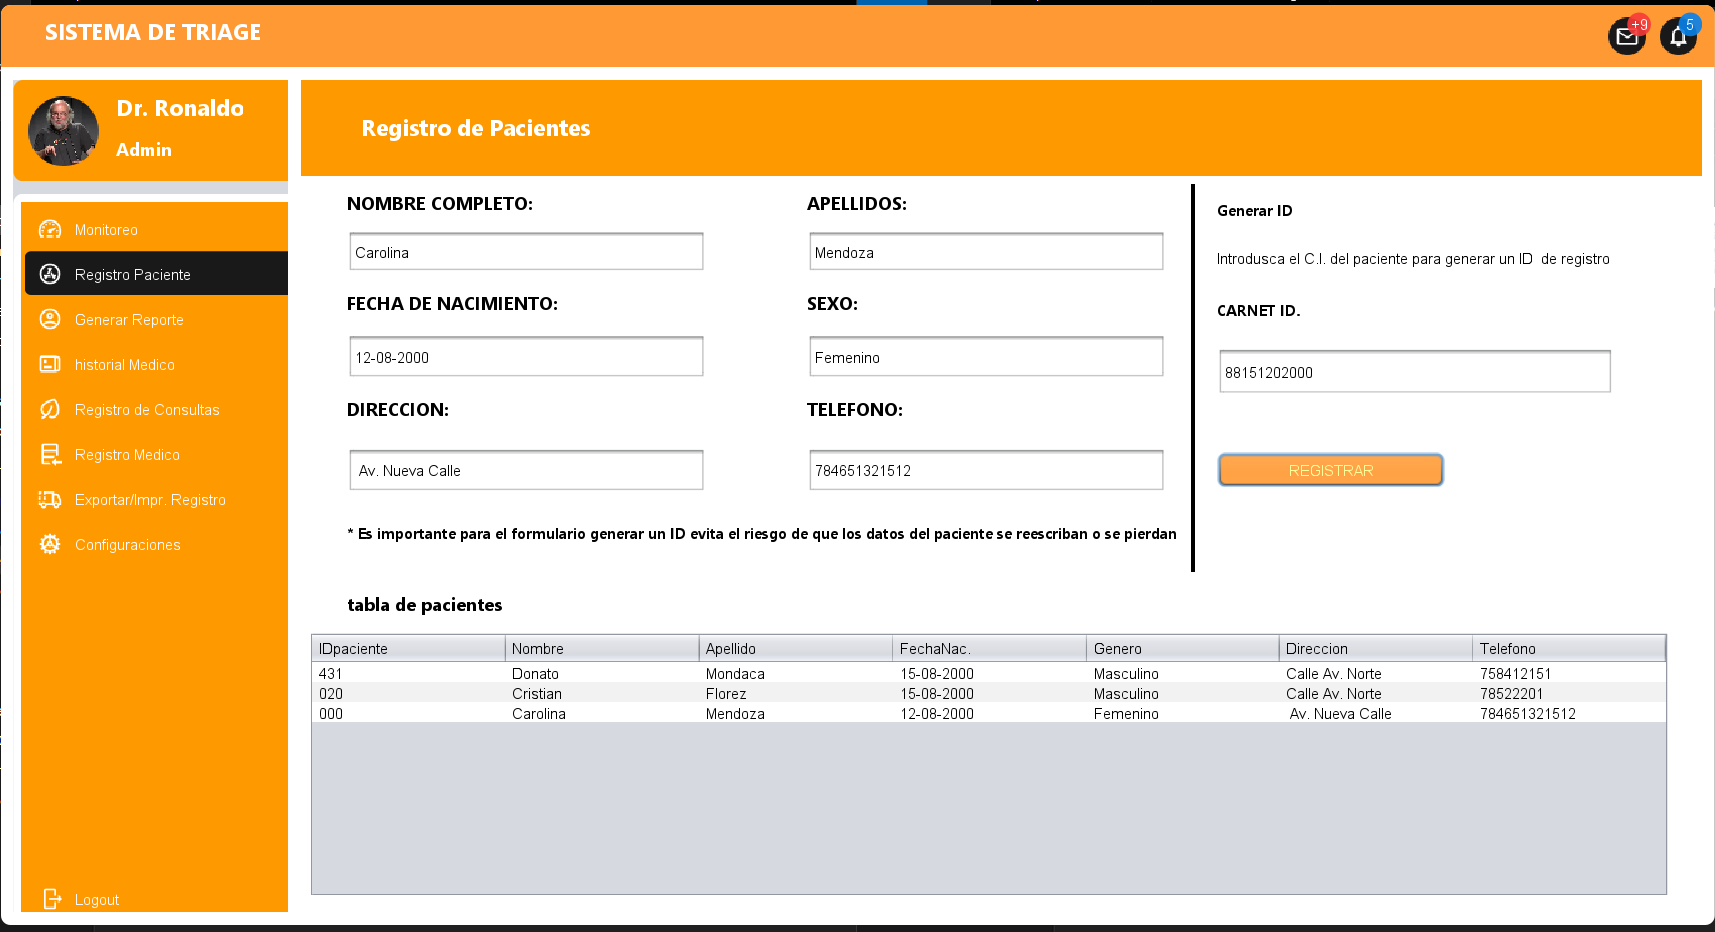 SISTEMA DE TRIAGE
+9
5
Dr. Ronaldo
Admin
Monitoreo
Registro Paciente
Generar Reporte
historial Medico
Registro de Consultas
Registro Medico
Exportar/Impr. Registro
Configuraciones
Logout
Registro de Pacientes
NOMBRE COMPLETO:
APELLIDOS:
Carolina
Mendoza
FECHA DE NACIMIENTO:
SEXO:
12-08-2000
Femenino
DIRECCION:
TELEFONO:
Av. Nueva Calle
784651321512
* Es importante para el formulario generar un ID evita el riesgo de que los datos del paciente se reescriban o se pierdan
Generar ID
Introdusca el C.I. del paciente para generar un ID de registro
CARNET ID.
88151202000
REGISTRAR
tabla de pacientes
IDpaciente Nombre Apellido FechaNac. Genero Direccion Telefono
431 Donato Mondaca 15-08-2000 Masculino Calle Av. Norte 758412151
020 Cristian Florez 15-08-2000 Masculino Calle Av. Norte 78522201
000 Carolina Mendoza 12-08-2000 Femenino Av. Nueva Calle 784651321512